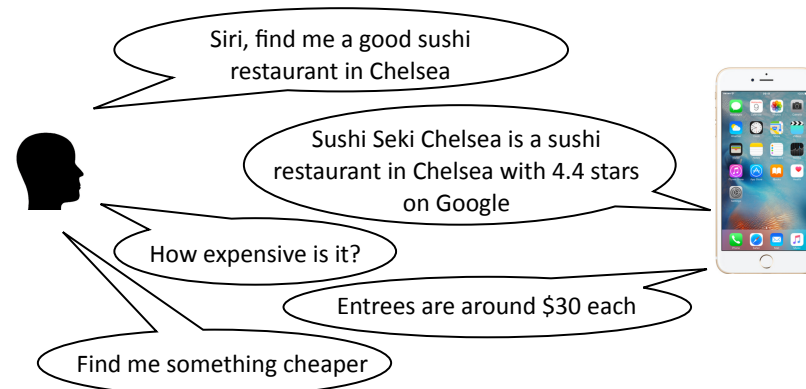 Siri, find me a good sushi
restaurant in Chelsea
Sushi Seki Chelsea is a sushi
restaurant in Chelsea with 4.4 stars
on Google
How expensive is it?
Entrees are around $30 each
Find me something cheaper